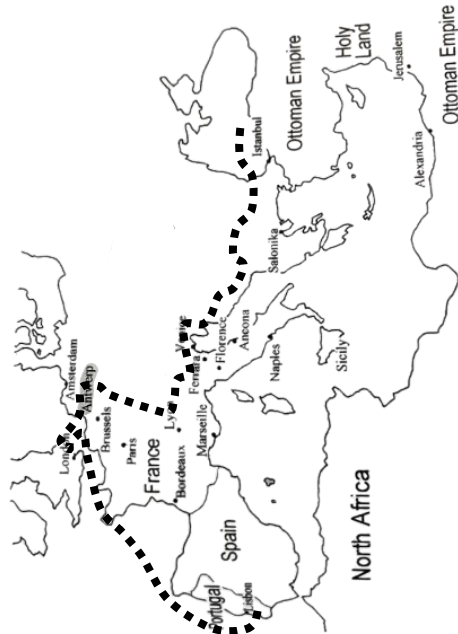 London
Amsterdam
Antwerp
Brussels
Paris
France
Bordeaux
Lyon
Marseille
Portugal
Lisbon
Spain
North Africa
Venice
Ferrara
Florence
Ancona
Naples
Sicily
Salonika
Istanbul
Ottoman Empire
Holy
Land
Jerusalem
Alexandria
Ottoman Empire